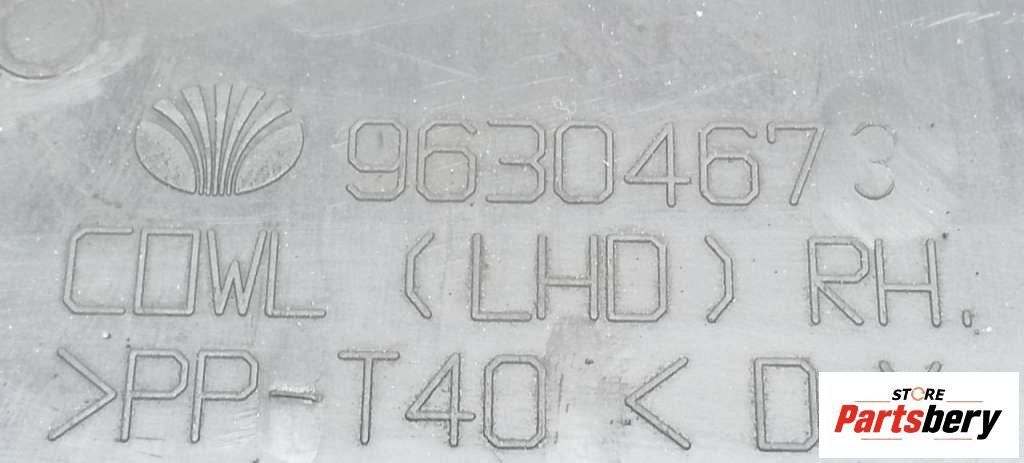 96304673
COWL (LHD) RH.
>PP-T40<
STORE
Partsbery